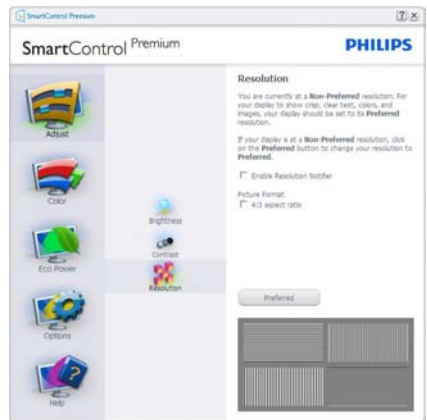 SmartControl Premium
SmartControl Premium
PHILIPS
Adjust
Color
Eco Power
Options
Help
Brightness
Contrast
Resolution
Resolution
You are currently at a Non-Preferred resolution. For
your display to show crisp, clear text, colors, and
images, your display should be set to its Preferred
resolution.
If your display is at a Non-Preferred resolution, click
on the Preferred button to change your resolution to
Preferred.
Enable Resolution Notifier
Picture Format
4:3 aspect ratio
Preferred